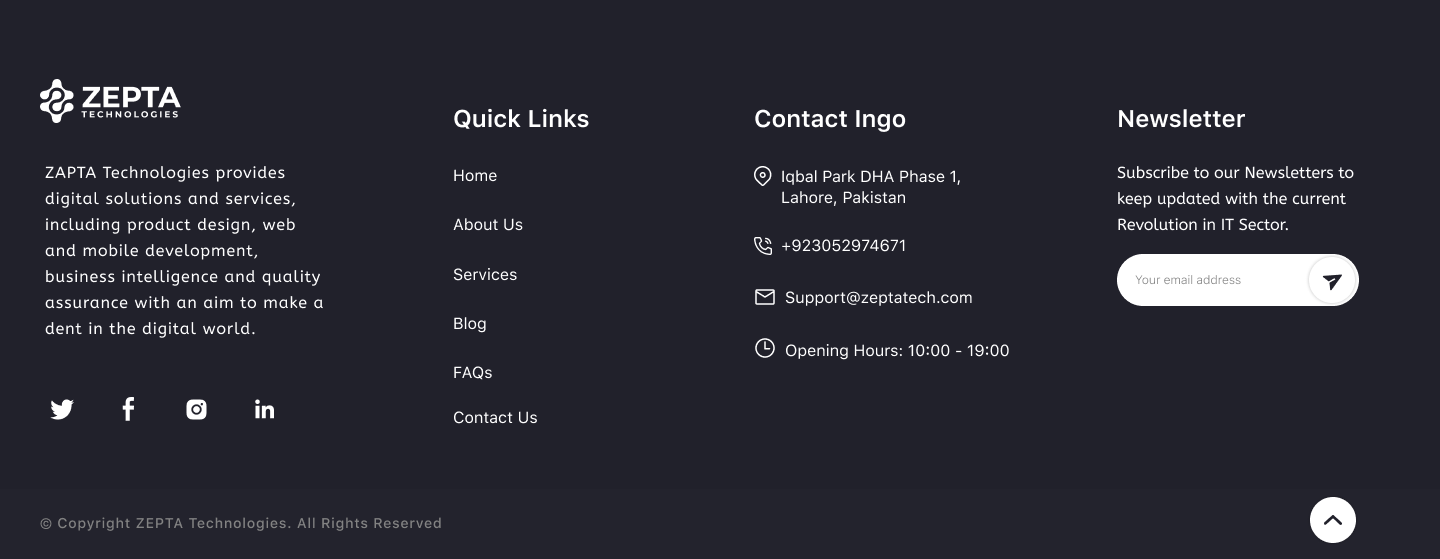 ZEPTA
TECHNOLOGIES
ZAPTA Technologies provides
digital solutions and services,
including product design, web
and mobile development,
business intelligence and quality
assurance with an aim to make a
dent in the digital world.
Quick Links
Home
About Us
Services
Blog
FAQs
Contact Us
Contact Ingo
Iqbal Park DHA Phase 1,
Lahore, Pakistan
+923052974671
Support@zeptatech.com
Opening Hours: 10:00 - 19:00
Newsletter
Subscribe to our Newsletters to
keep updated with the current
Revolution in IT Sector.
Your email address
© Copyright ZEPTA Technologies. All Rights Reserved